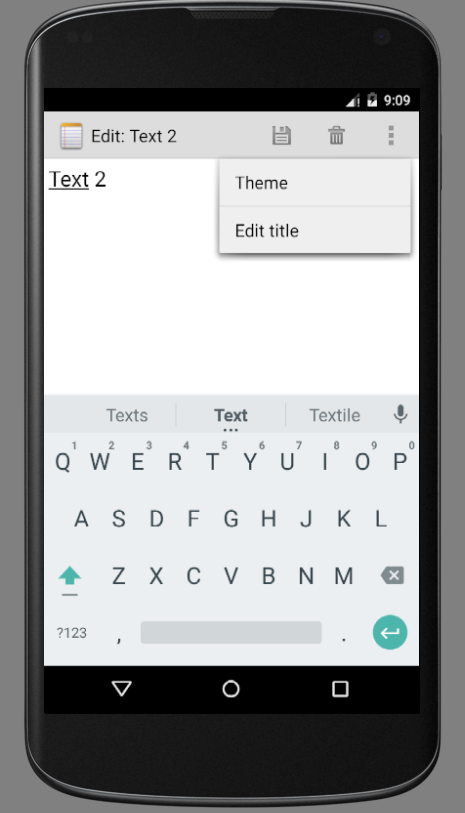 9:09
Edit: Text 2
Text 2
Theme
Edit title
Texts Text Textile
1 2 3 4 5 6 7 8 9 0
Q W E R T Y U I O P
A S D F G H J K L
Z X C V B N M
?123 , .